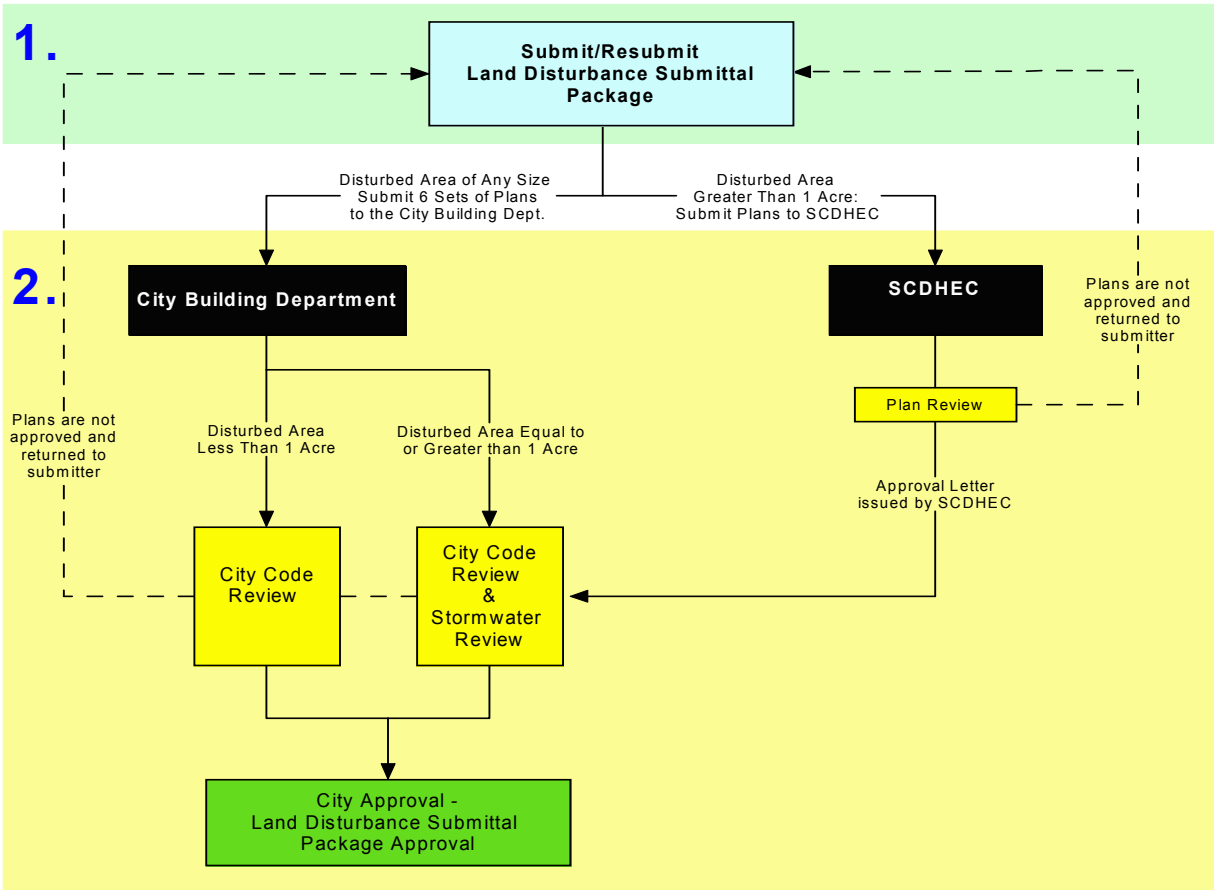 1.
Submit/Resubmit
Land Disturbance Submittal
Package
Disturbed Area of Any Size
Submit 6 Sets of Plans
to the City Building Dept.
Disturbed Area
Greater Than 1 Acre:
Submit Plans to SCDHEC
2.
City Building Department
SCDHEC
Plans are not
approved and
returned to
submitter
Plan Review
Plans are not
approved and
returned to
submitter
Disturbed Area
Less Than 1 Acre
Disturbed Area Equal to
or Greater than 1 Acre
Approval Letter
issued by SCDHEC
City Code
Review
City Code
Review
&
Stormwater
Review
City Approval -
Land Disturbance Submittal
Package Approval